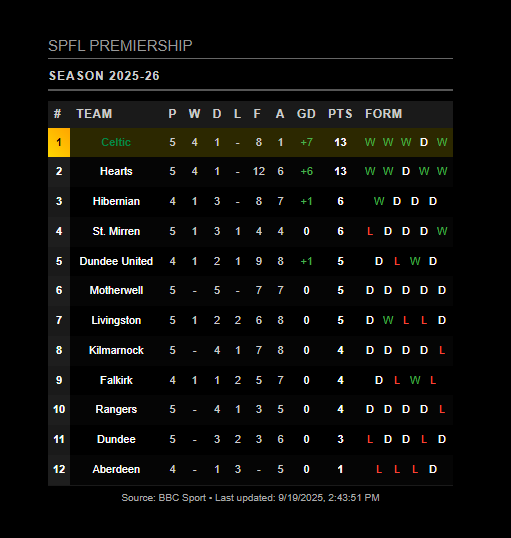 SPFL PREMIERSHIP
SEASON 2025-26
# TEAM P W D L F A GD PTS FORM
1 Celtic 5 4 1 - 8 1 +7 13 W W W D W
2 Hearts 5 4 1 - 12 6 +6 13 W W D W W
3 Hibernian 4 1 3 - 8 7 +1 6 W D D D
4 St. Mirren 5 1 3 1 4 4 0 6 L D D D W
5 Dundee United 4 1 2 1 9 8 +1 5 D L W D
6 Motherwell 5 - 5 - 7 7 0 5 D D D D D
7 Livingston 5 1 2 2 6 8 0 5 D W L L D
8 Kilmarnock 5 - 4 1 7 8 0 4 D D D D L
9 Falkirk 4 1 1 2 5 7 0 4 D L W L
10 Rangers 5 - 4 1 3 5 0 4 D D D D L
11 Dundee 5 - 3 2 3 6 0 3 L D D L D
12 Aberdeen 4 - 1 3 - 5 0 1 L L L D
Source: BBC Sport • Last updated: 9/19/2025, 2:43:51 PM